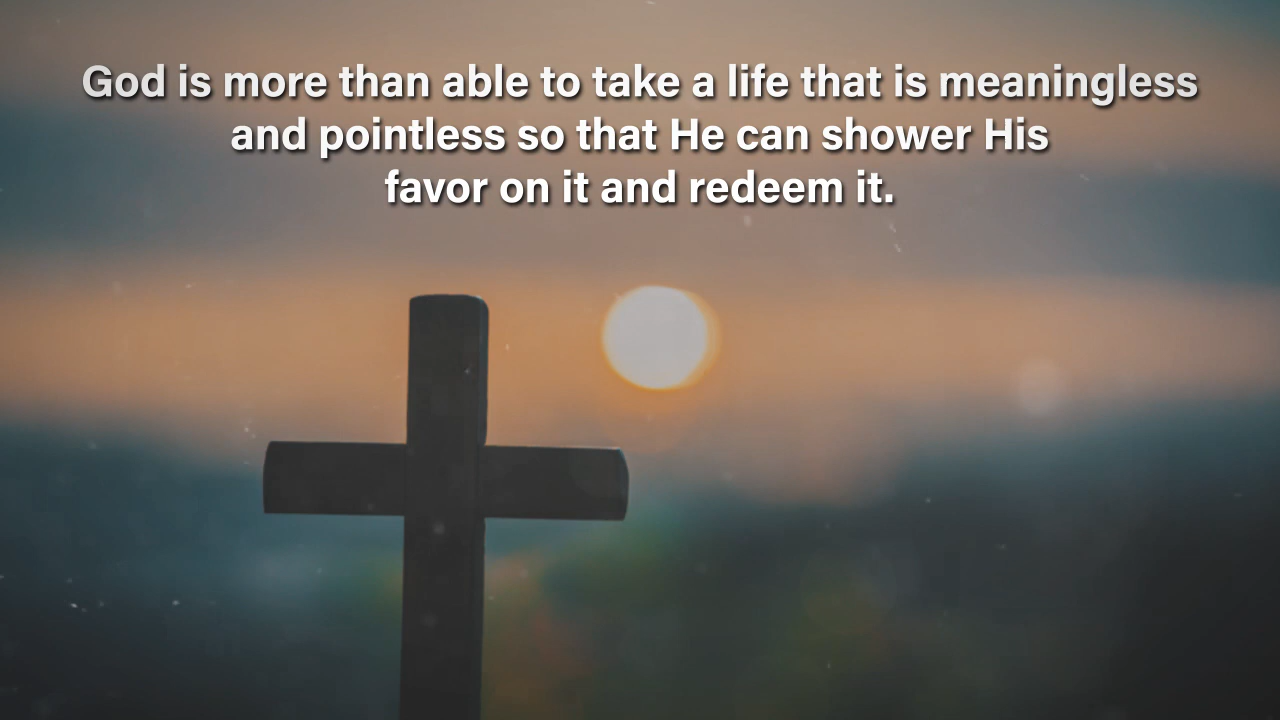 God is more than able to take a life that is meaningless
and pointless so that He can shower His
favor on it and redeem it.